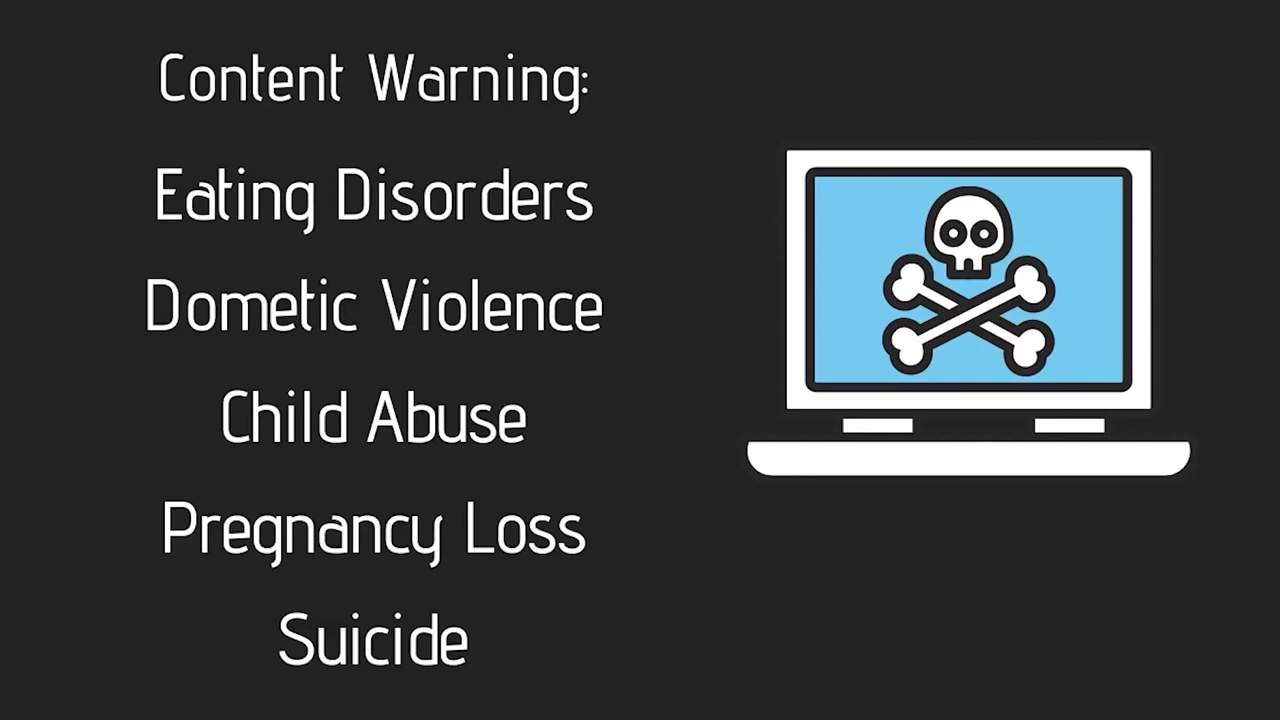 Content Warning:
Eating Disorders
Dometic Violence
Child Abuse
Pregnancy Loss
Suicide